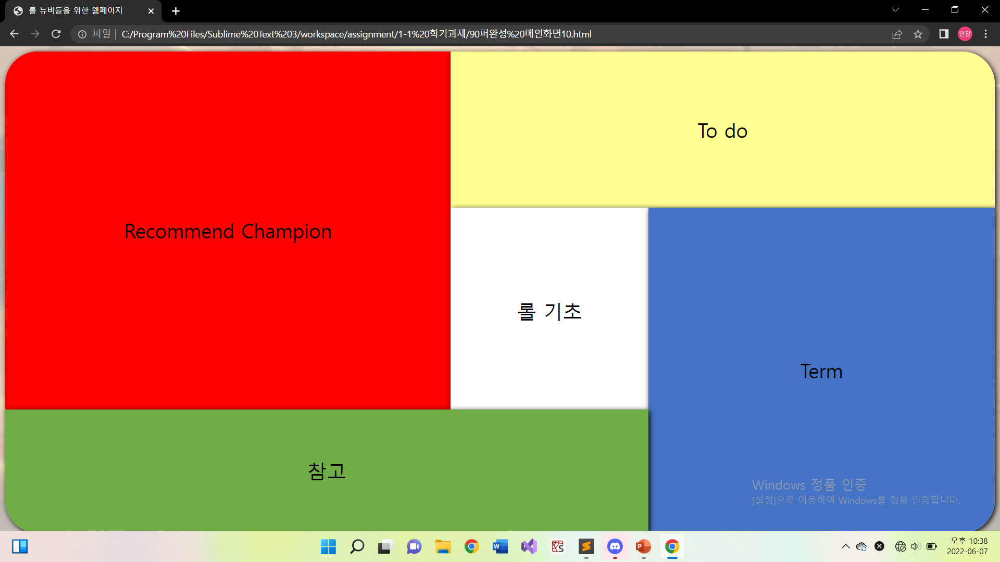 롤 뉴비들을 위한 웹페이지
파일 | C:/Program%20Files/Sublime%20Text%203/workspace/assignment/1-1%20학기과제/90퍼완성%20메인화면10.html
민장
To do
Recommend Champion
롤 기초
Term
참고
Windows 정품 인증
[설정]으로 이동하여 Windows를 정품 인증합니다.
오후 10:38
2022-06-07